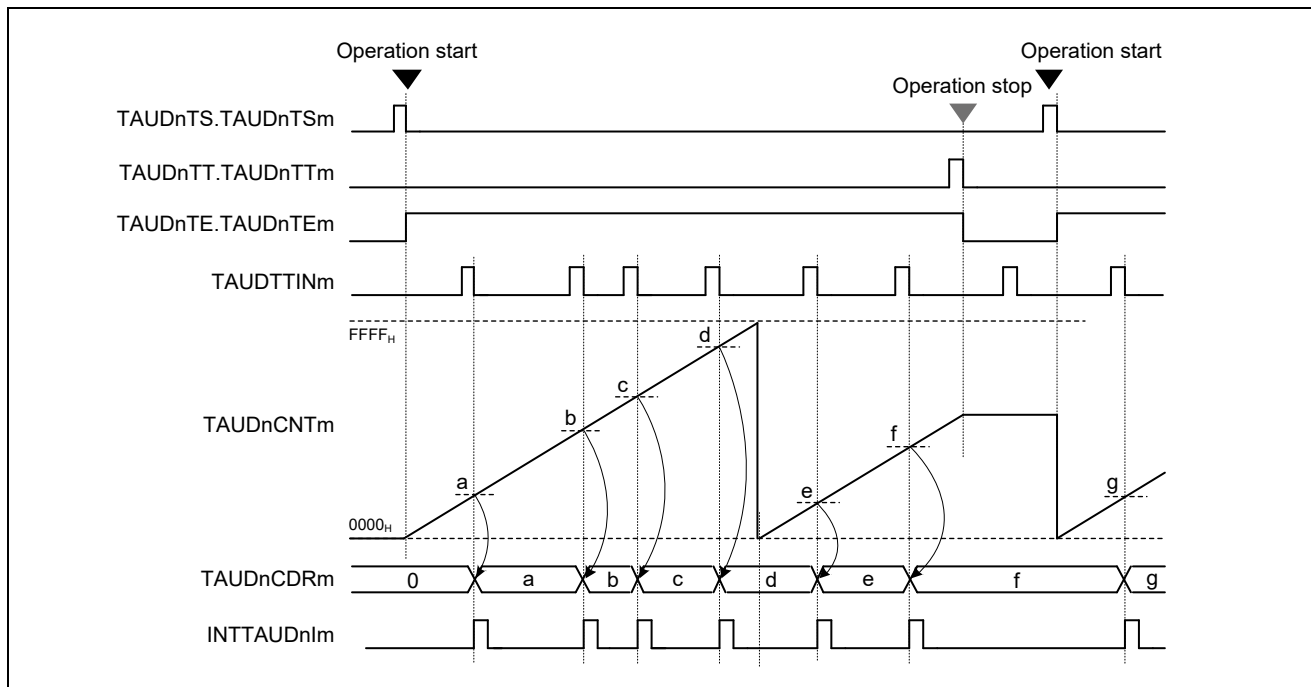 Operation start
Operation start
Operation stop
TAUDnTS.TAUDnTSm
TAUDnTT.TAUDnTTm
TAUDnTE.TAUDnTEm
TAUDTTINm
FFFFH
d
c
TAUDnCNTm
b
f
a
e
g
0000H
TAUDnCDRm
0 a b c d e f g
INTTAUDnIm